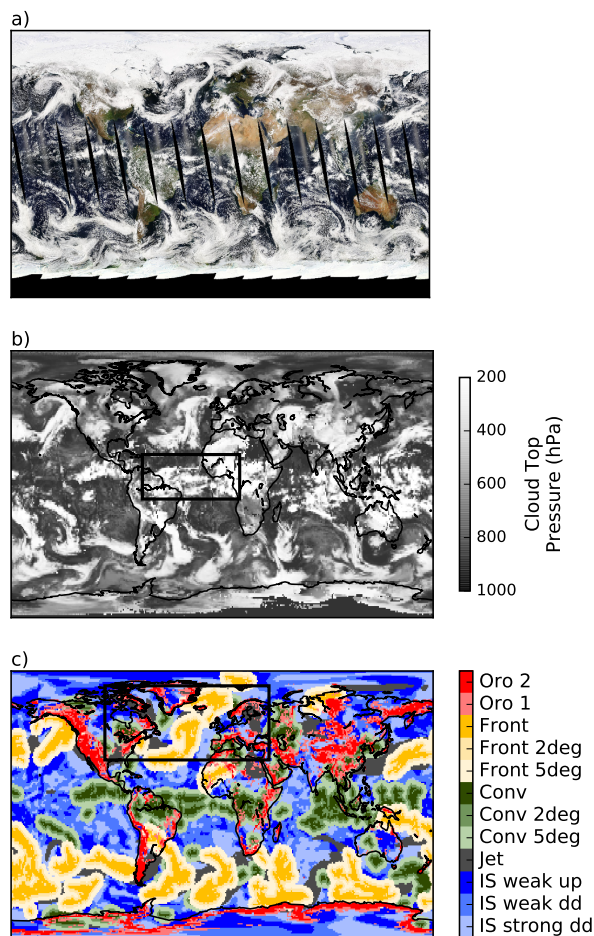 a)
b)
200
400
600
800
1000
Cloud Top
Pressure (hPa)
c)
Oro 2
Oro 1
Front
Front 2deg
Front 5deg
Conv
Conv 2deg
Conv 5deg
Jet
IS weak up
IS weak dd
IS strong dd